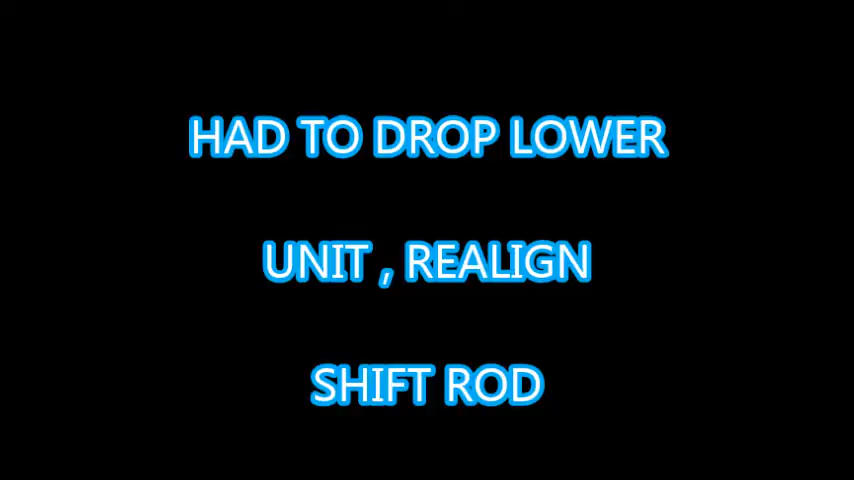 HAD TO DROP LOWER
UNIT , REALIGN
SHIFT ROD